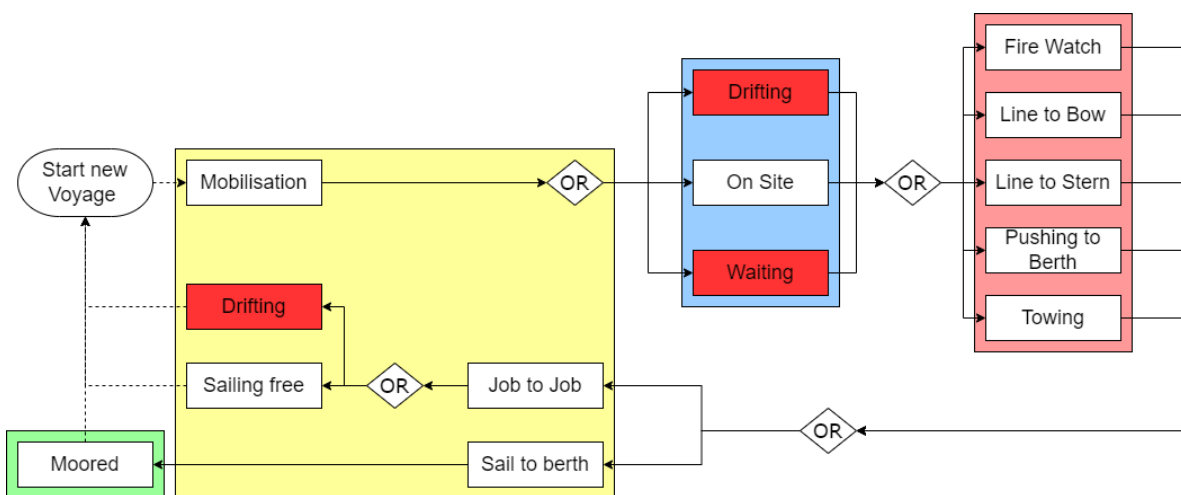 Fire Watch
Drifting
Line to Bow
Start new
Voyage
Mobilisation
OR
On Site
OR
Line to Stern
Pushing to
Berth
Waiting
Drifting
Towing
Sailing free
OR
Job to Job
OR
Moored
Sail to berth